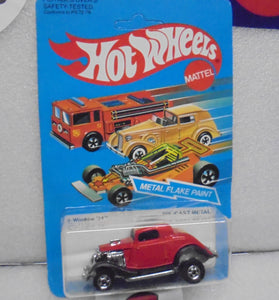 SAFETY-TESTED
Hot Wheels
MATTEL
METAL FLAKE PAINT
3-Window '34
DIE-CAST METAL